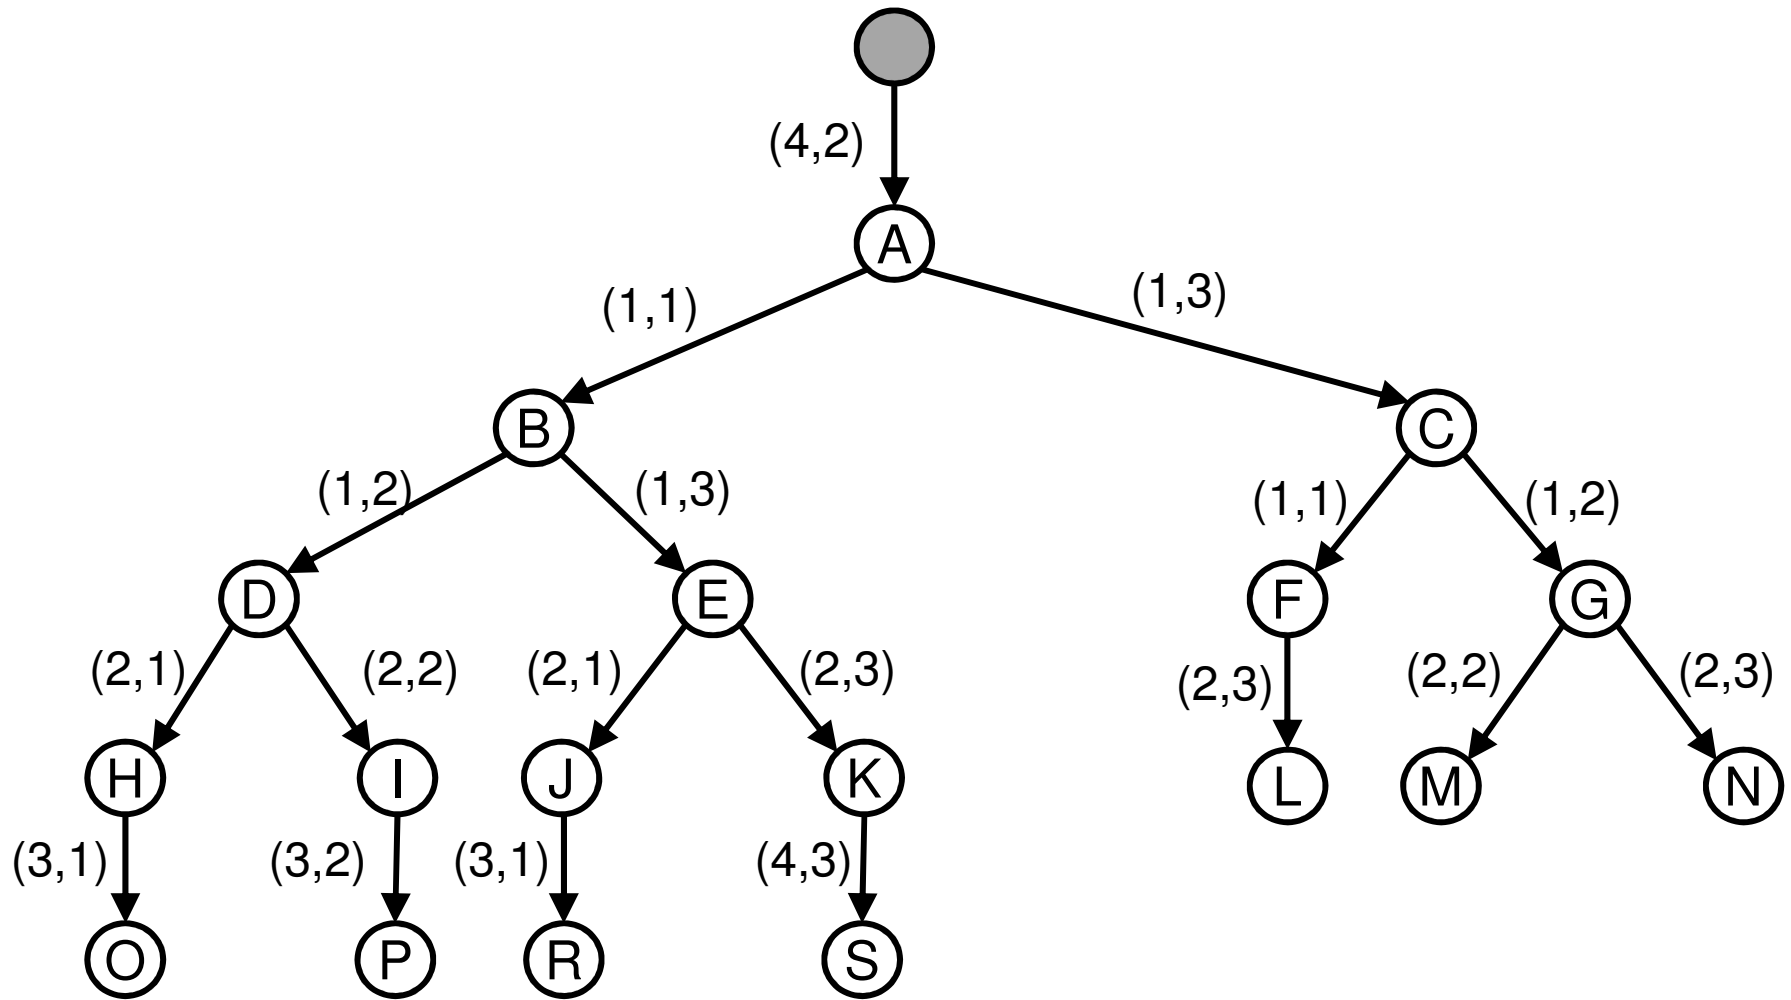 (4,2)
A
(1,1)
(1,3)
B
C
(1,2)
(1,3)
(1,1)
(1,2)
D
E
F
G
(2,1)
(2,2)
(2,1)
(2,3)
(2,3)
(2,2)
(2,3)
H
I
J
K
L
M
N
(3,1)
(3,2)
(3,1)
(4,3)
O
P
R
S